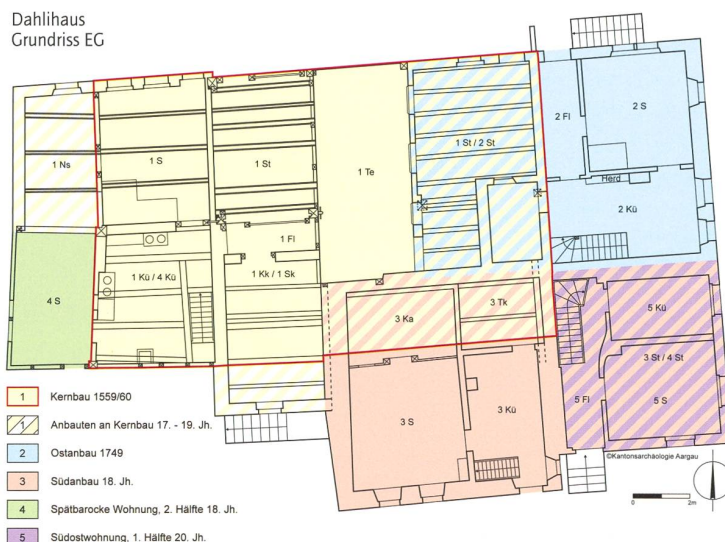 Dahlihaus
Grundriss EG
1 Ns
1 S
1 St
1 Te
1 St / 2 St
2 Fl
2 S
Herd
2 Kü
1 Fl
1 Kü / 4 Kü
1 Kk / 1 Sk
4 S
3 Ka
3 Tk
5 Kü
3 St / 4 St
5 Fl
5 S
3 S
3 Kü
1 Kernbau 1559/60
1 Anbauten an Kernbau 17. - 19. Jh.
2 Ostanbau 1749
3 Südanbau 18. Jh.
4 Spätbarocke Wohnung, 2. Hälfte 18. Jh.
5 Südostwohnung, 1. Hälfte 20. Jh.
©Kantonsarchäologie Aargau
0 2m